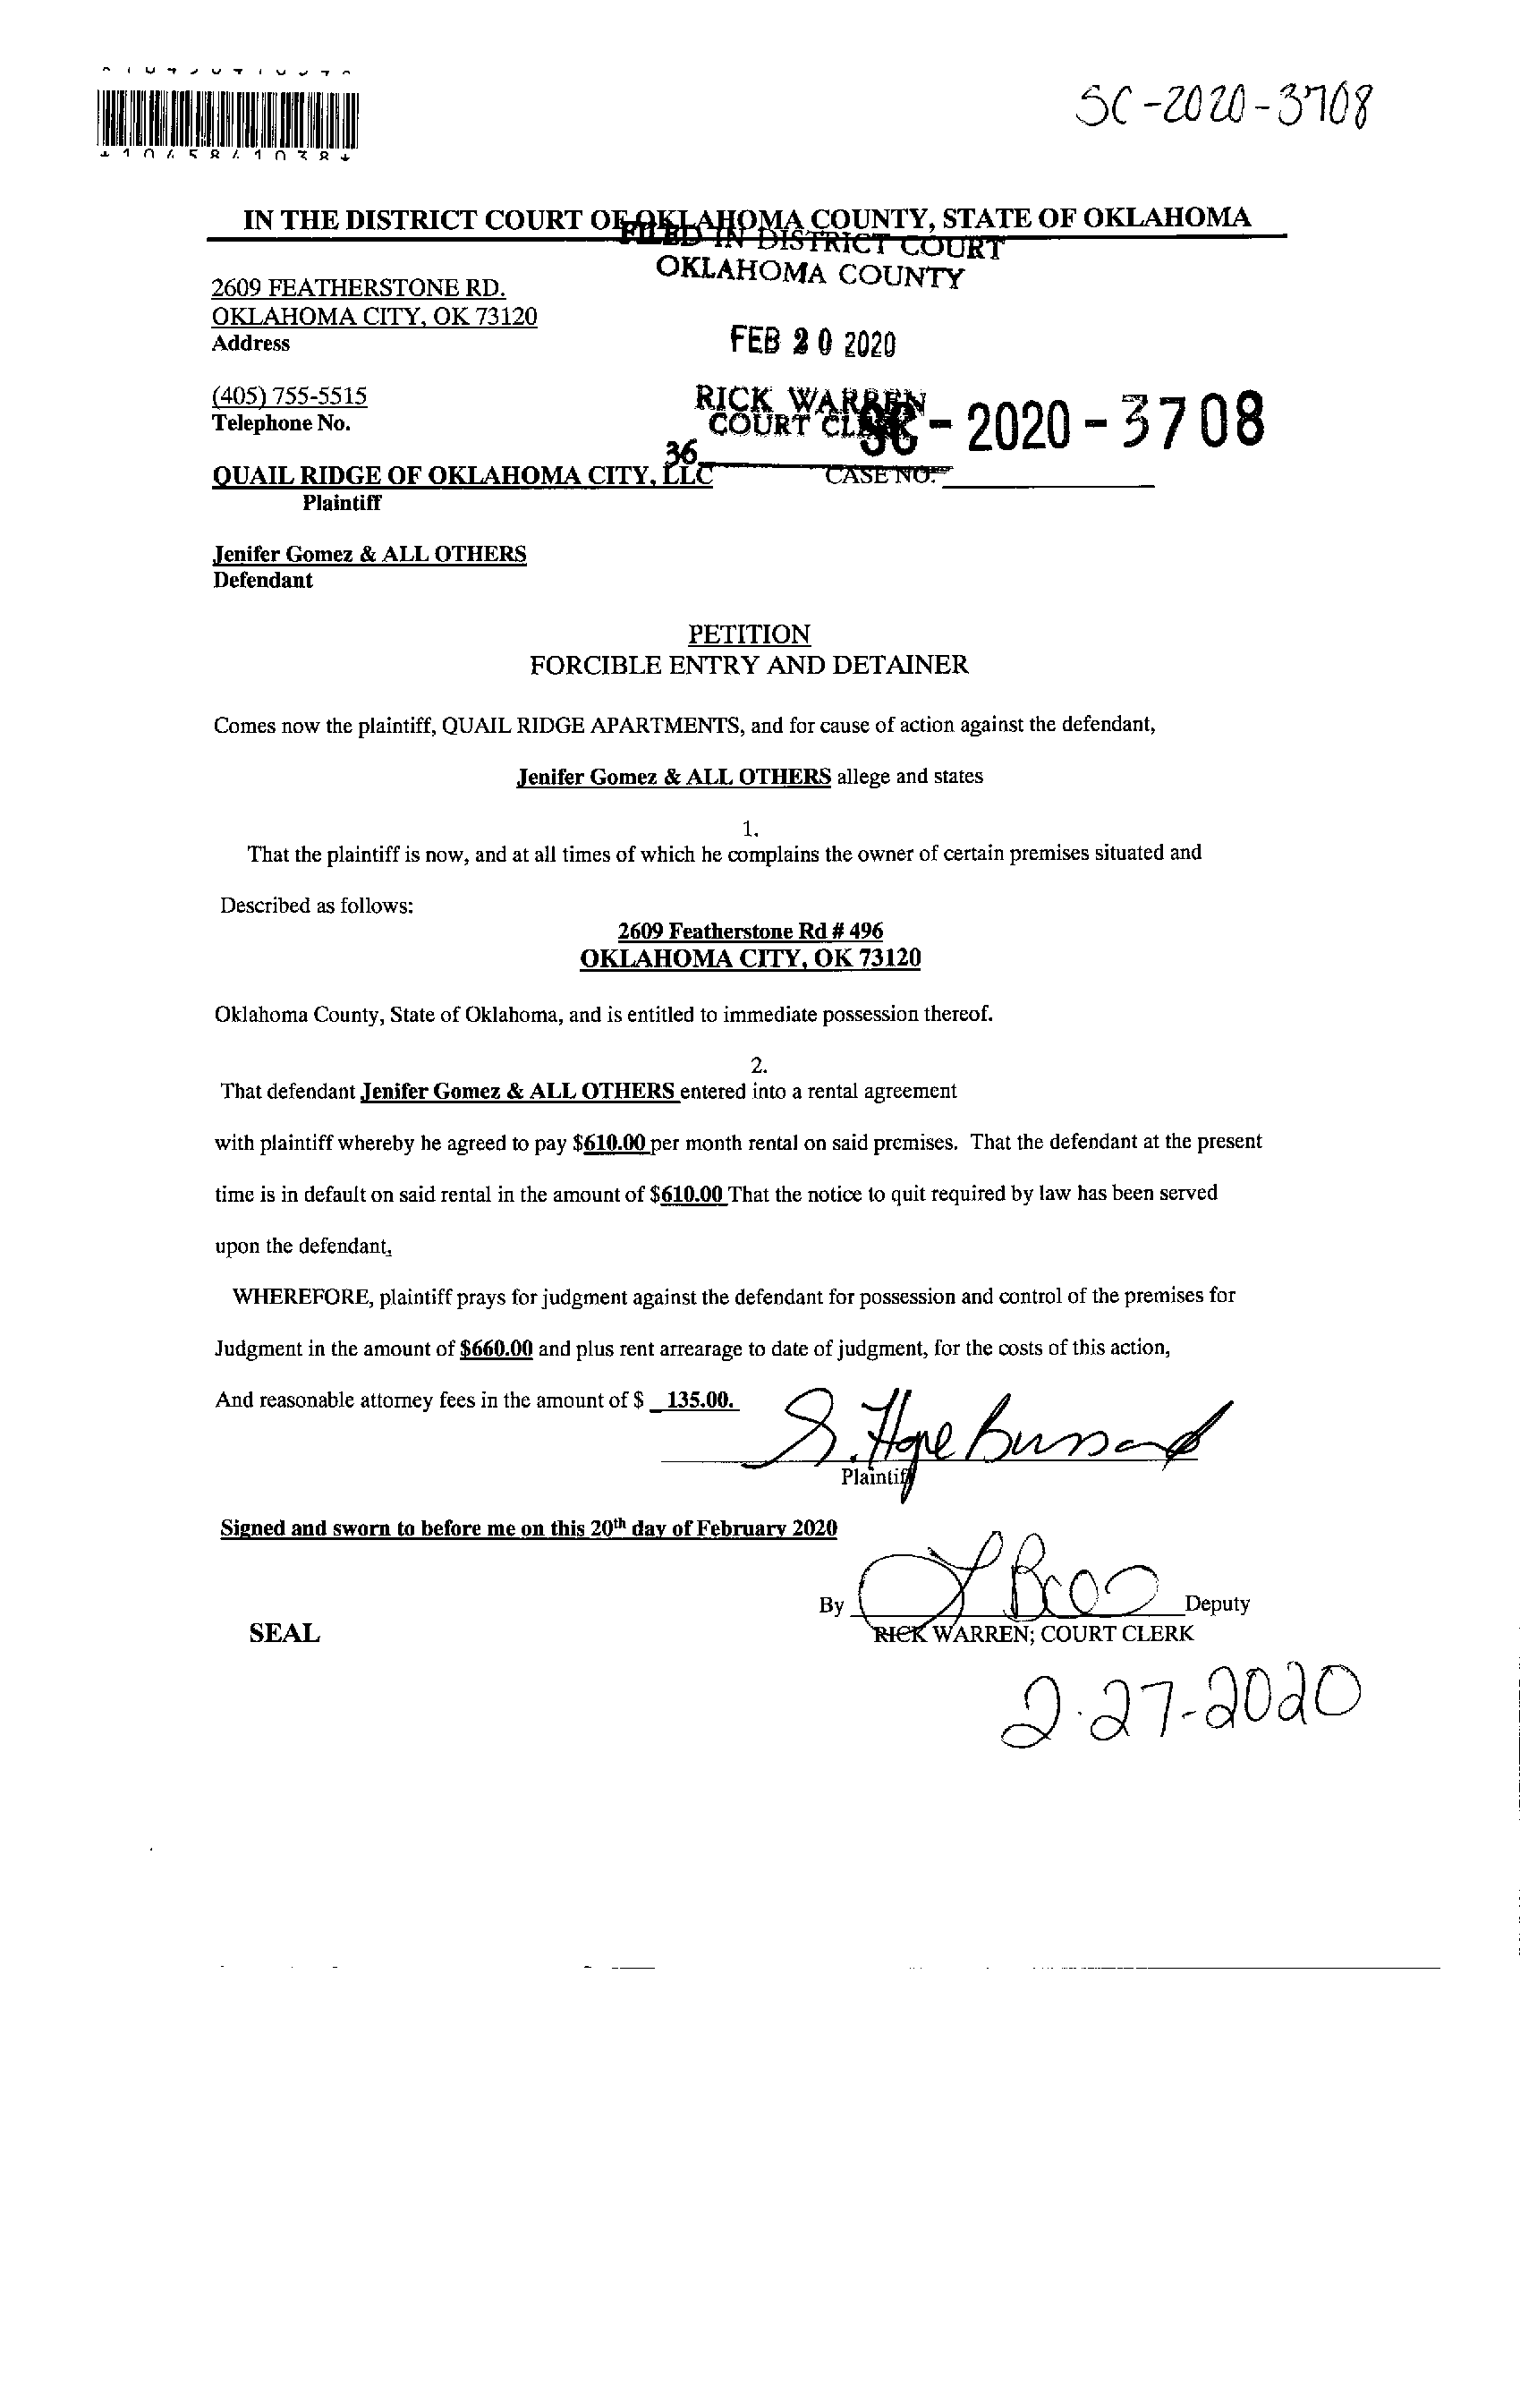 SC-2020-3708
*1045841038*
IN THE DISTRICT COURT OF OKLAHOMA COUNTY, STATE OF OKLAHOMA
FILED IN DISTRICT COURT
OKLAHOMA COUNTY
2609 FEATHERSTONE RD.
OKLAHOMA CITY, OK 73120
Address
FEB 20 2020
(405) 755-5515
Telephone No.
RICK WARREN
COURT CLERK
SC - 2020 - 3708
36
QUAIL RIDGE OF OKLAHOMA CITY, LLC
CASE NO.
Plaintiff
Jenifer Gomez & ALL OTHERS
Defendant
PETITION
FORCIBLE ENTRY AND DETAINER
Comes now the plaintiff, QUAIL RIDGE APARTMENTS, and for cause of action against the defendant,
Jenifer Gomez & ALL OTHERS allege and states
1.
That the plaintiff is now, and at all times of which he complains the owner of certain premises situated and
Described as follows:
2609 Featherstone Rd # 496
OKLAHOMA CITY, OK 73120
Oklahoma County, State of Oklahoma, and is entitled to immediate possession thereof.
2.
That defendant Jenifer Gomez & ALL OTHERS entered into a rental agreement
with plaintiff whereby he agreed to pay $610.00 per month rental on said premises. That the defendant at the present
time is in default on said rental in the amount of $610.00 That the notice to quit required by law has been served
upon the defendant,
WHEREFORE, plaintiff prays for judgment against the defendant for possession and control of the premises for
Judgment in the amount of $660.00 and plus rent arrearage to date of judgment, for the costs of this action,
And reasonable attorney fees in the amount of $ 135.00.
S. Hope Bussard
Plaintiff
Signed and sworn to before me on this 20th day of February 2020
By
Deputy
SEAL
RICK WARREN; COURT CLERK
2-27-2020